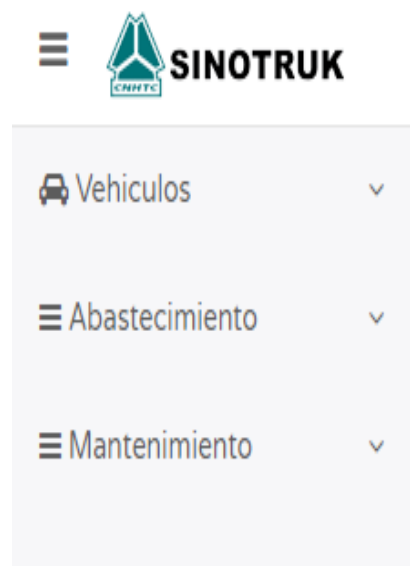 SINOTRUK
CNHTC
Vehiculos
Abastecimiento
Mantenimiento